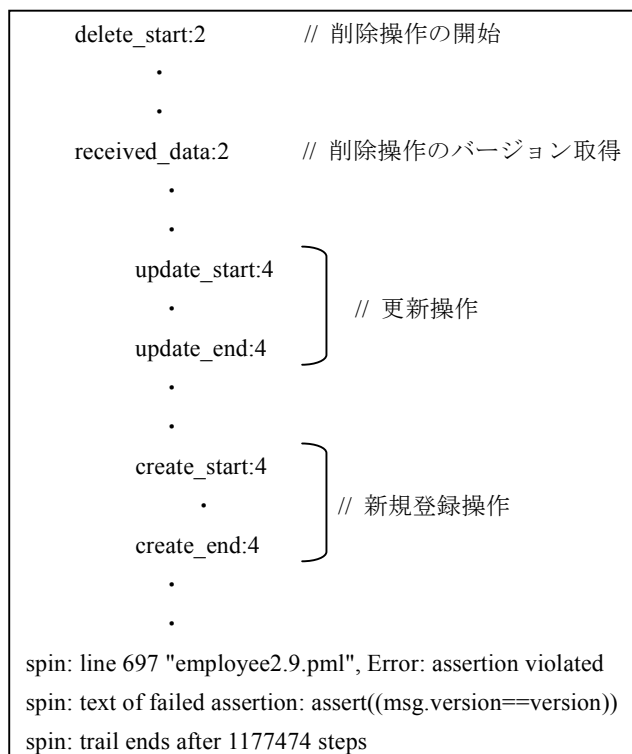 delete_start:2 // 削除操作の開始
・
・
received_data:2 // 削除操作のバージョン取得
・
・
update_start:4
・ // 更新操作
update_end:4
・
・
create_start:4
・ // 新規登録操作
create_end:4
・
・
spin: line 697 "employee2.9.pml", Error: assertion violated
spin: text of failed assertion: assert((msg.version==version))
spin: trail ends after 1177474 steps